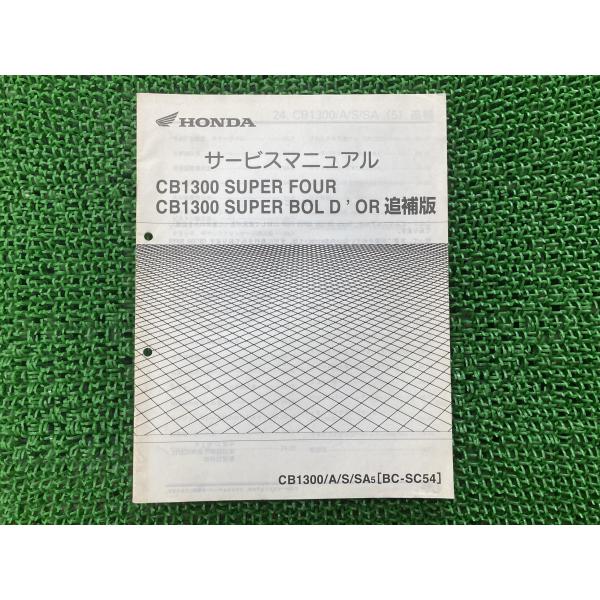 HONDA
サービスマニュアル
CB1300 SUPER FOUR
CB1300 SUPER BOL D'OR 追補版
CB1300/A/S/SA5[BC-SC54]